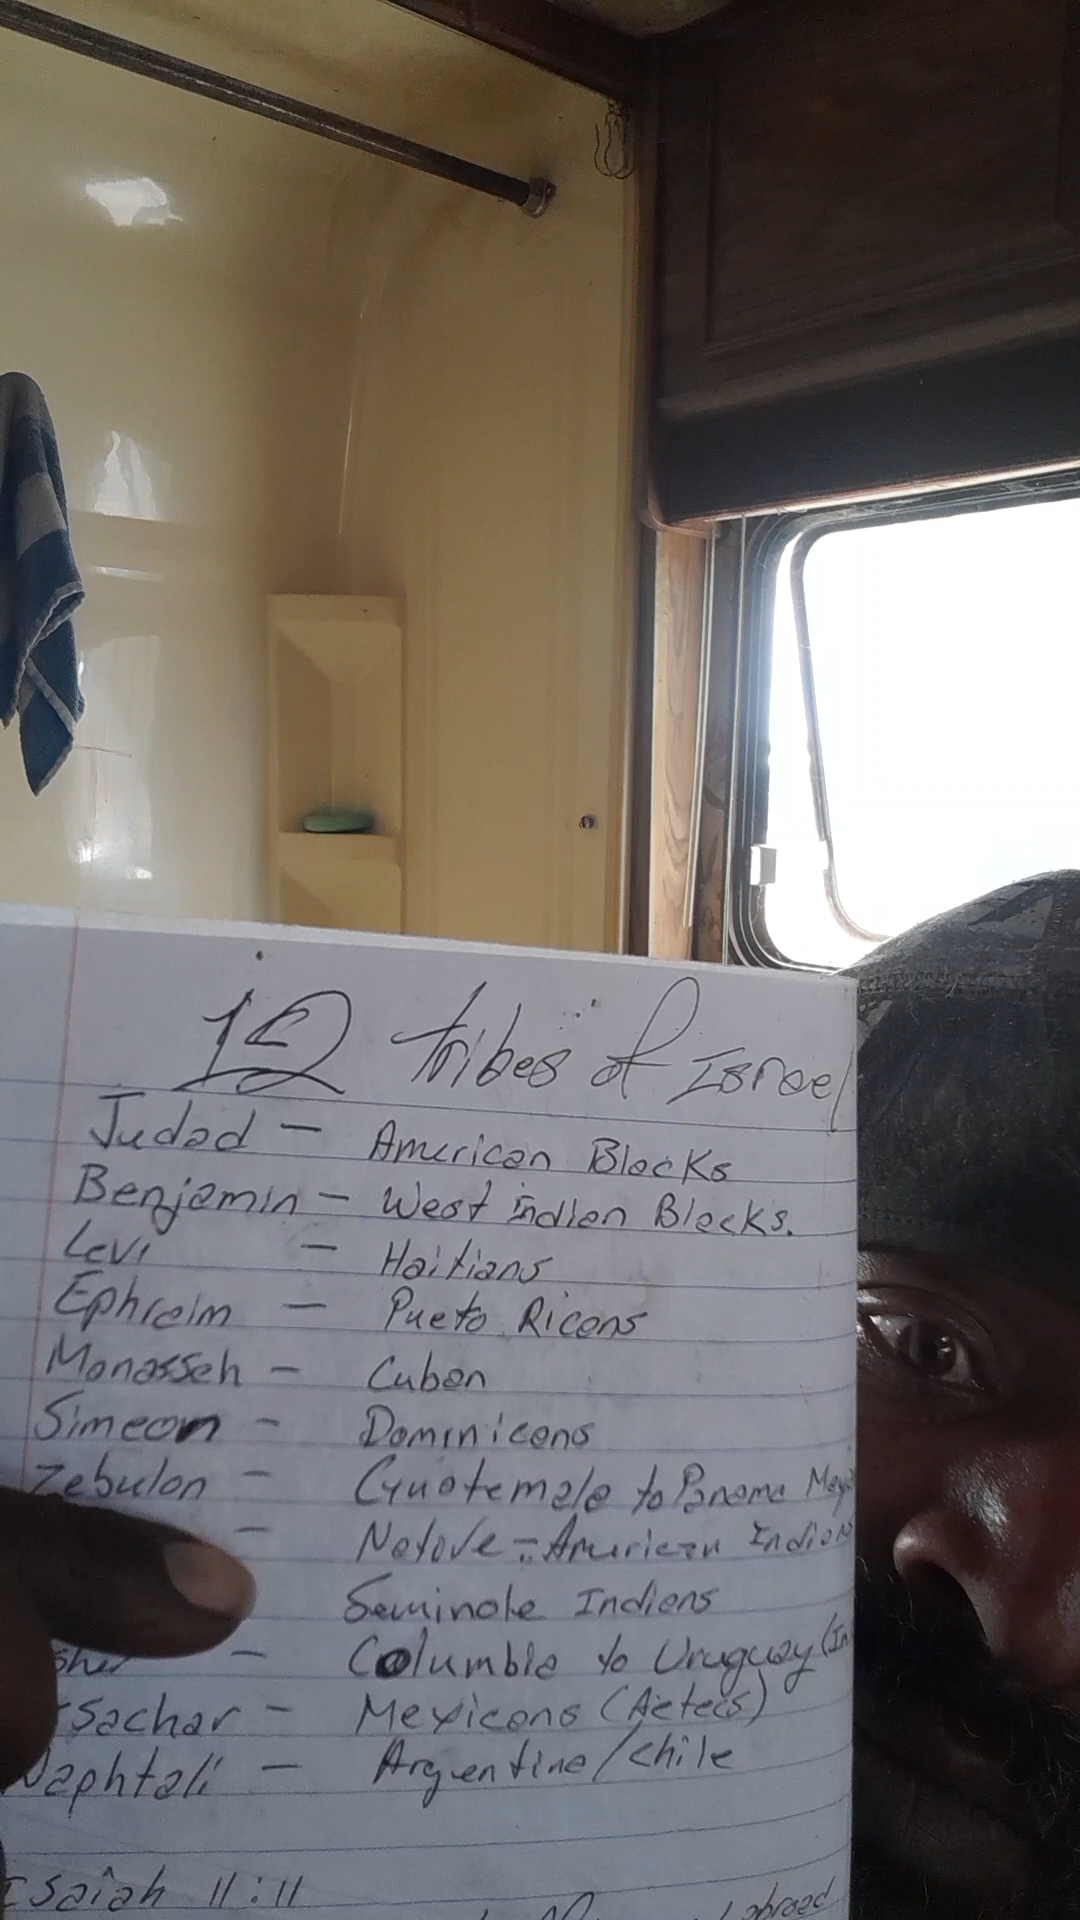 12 tribes of Israel
Judad - American Blacks
Benjamin - West Indian Blacks.
Levi - Haitians
Ephraim - Pueto Ricans
Manasseh - Cuban
Simeon - Dominicans
Zebulon - Guatemala to Panama
- Native - American Indians
Seminole Indians
- Columbia to Uruguay
- Mexicans (Aztecs)
- Argentina/Chile
Isaiah 11:11
abroad